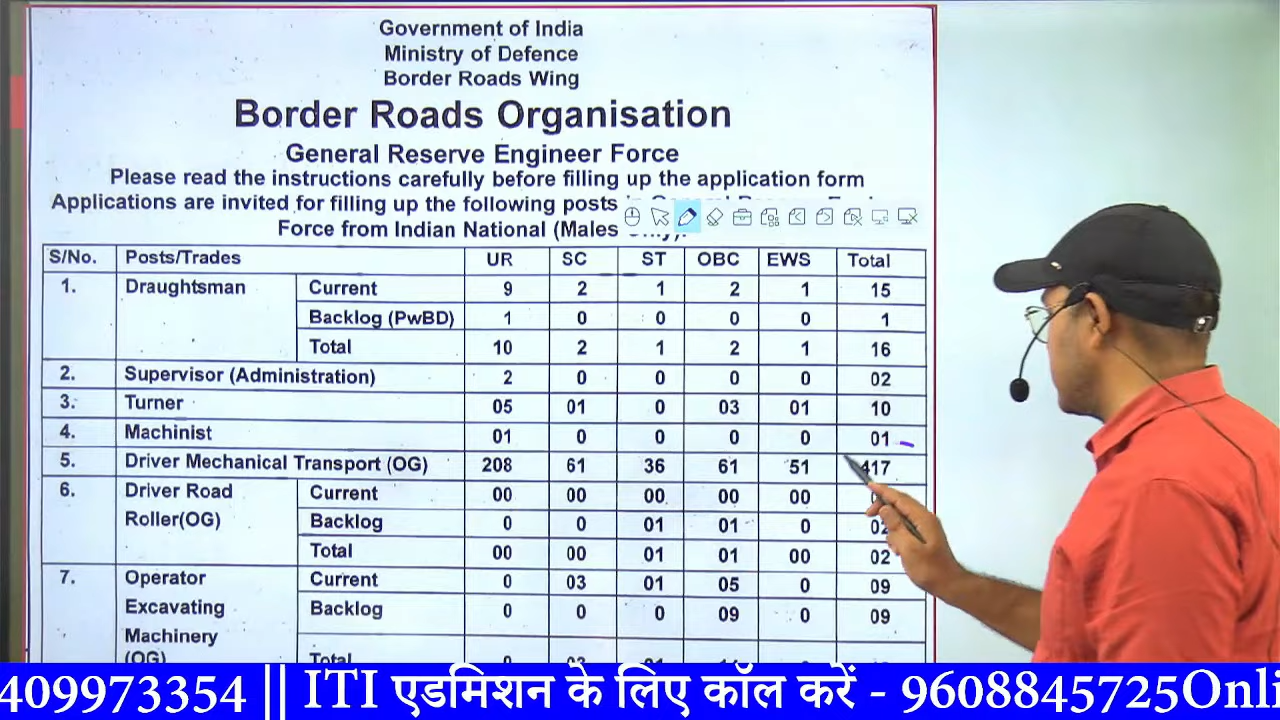 Government of India
Ministry of Defence
Border Roads Wing
Border Roads Organisation
General Reserve Engineer Force
Please read the instructions carefully before filling up the application form
Applications are invited for filling up the following posts
Force from Indian National (Males
S/No. Posts/Trades UR SC ST OBC EWS Total
1. Draughtsman Current 9 2 1 2 1 15
Backlog (PwBD) 1 0 0 0 0 1
Total 10 2 1 2 1 16
2. Supervisor (Administration) 2 0 0 0 0 02
3. Turner 05 01 0 03 01 10
4. Machinist 01 0 0 0 0 01
5. Driver Mechanical Transport (OG) 208 61 36 61 51 417
6. Driver Road Current 00 00 00 00 00
Roller(OG) Backlog 0 0 01 01 0 02
Total 00 00 01 01 00 02
7. Operator Current 0 03 01 05 0 09
Excavating Backlog 0 0 0 09 0 09
Machinery
(OG) Total
409973354 || ITI एडमिशन के लिए कॉल करें - 9608845725Onli